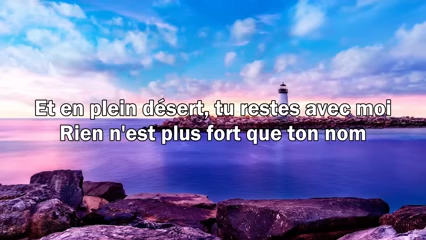 Et en plein désert, tu restes avec moi
Rien n'est plus fort que ton nom